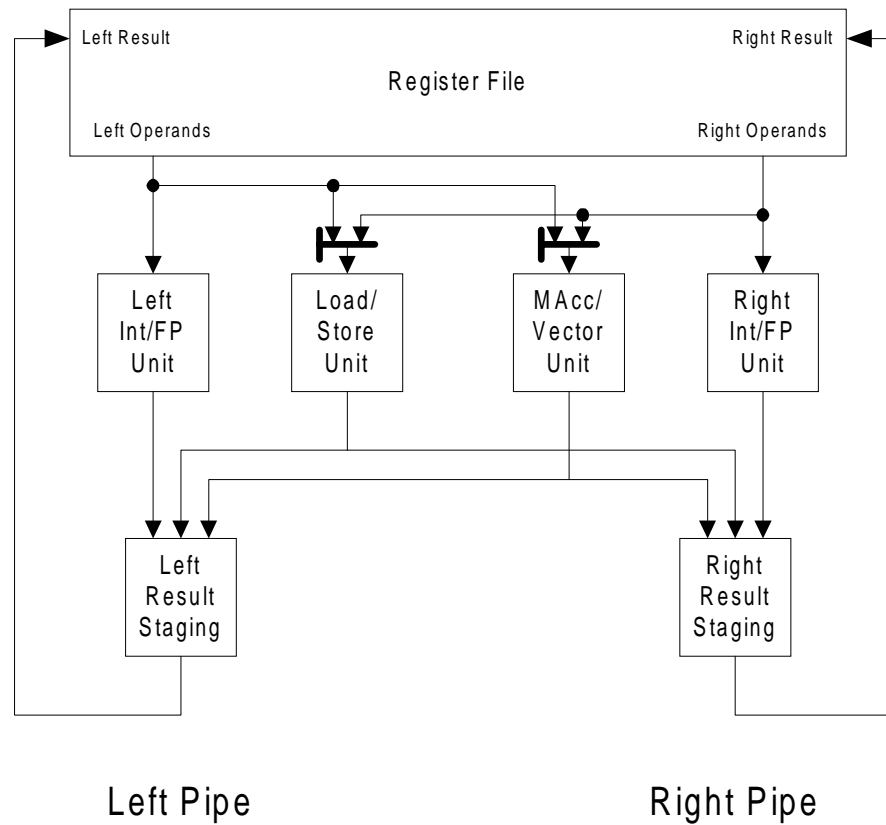 Left Result
Right Result
Register File
Left Operands
Right Operands
Left
Int/FP
Unit
Load/
Store
Unit
MAcc/
Vector
Unit
Right
Int/FP
Unit
Left
Result
Staging
Right
Result
Staging
Left Pipe
Right Pipe